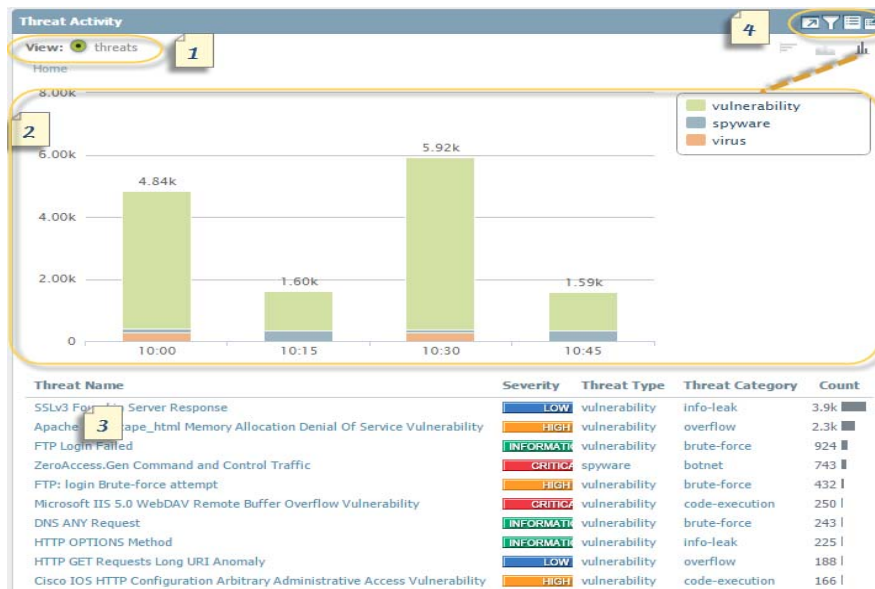 Threat Activity
4
View: threats
1
Home
8.00k
vulnerability
spyware
virus
2
6.00k
5.92k
4.84k
4.00k
2.00k
1.60k
1.59k
0
10:00 10:15 10:30 10:45
Threat Name Severity Threat Type Threat Category Count
SSLv3 Server Response LOW vulnerability info-leak 3.9k
3
Apache ape_html Memory Allocation Denial Of Service Vulnerability HIGH vulnerability overflow 2.3k
FTP Login Failed INFORMATI vulnerability brute-force 924
ZeroAccess.Gen Command and Control Traffic CRITICA spyware botnet 743
FTP: login Brute-force attempt HIGH vulnerability brute-force 432
Microsoft IIS 5.0 WebDAV Remote Buffer Overflow Vulnerability CRITICA vulnerability code-execution 250
DNS ANY Request INFORMATI vulnerability brute-force 243
HTTP OPTIONS Method INFORMATI vulnerability info-leak 225
HTTP GET Requests Long URI Anomaly LOW vulnerability overflow 188
Cisco IOS HTTP Configuration Arbitrary Administrative Access Vulnerability HIGH vulnerability code-execution 166